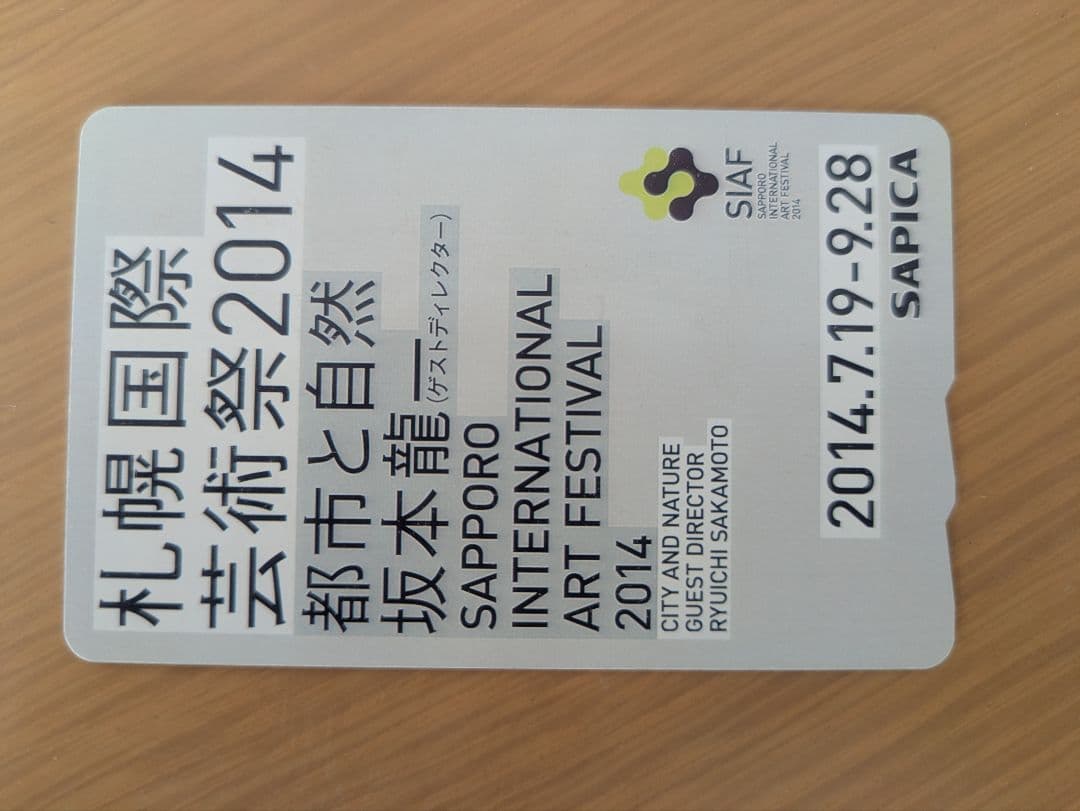 札幌国際
芸術祭2014
都市と自然
坂本龍一(ゲストディレクター)
SAPPORO
INTERNATIONAL
ART FESTIVAL
2014
CITY AND NATURE
GUEST DIRECTOR
RYUICHI SAKAMOTO
SIAF
SAPPORO
INTERNATIONAL
ART FESTIVAL
2014
2014.7.19-9.28
SAPICA